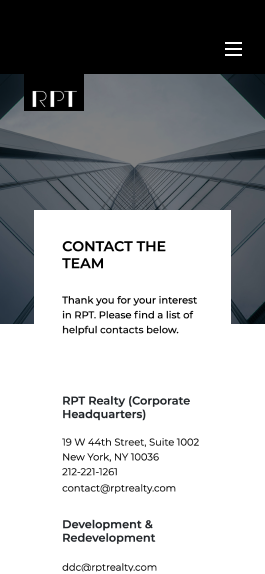 RPT
CONTACT THE
TEAM
Thank you for your interest
in RPT. Please find a list of
helpful contacts below.
RPT Realty (Corporate
Headquarters)
19 W 44th Street, Suite 1002
New York, NY 10036
212-221-1261
contact@rptrealty.com
Development &
Redevelopment
ddc@rptrealty.com